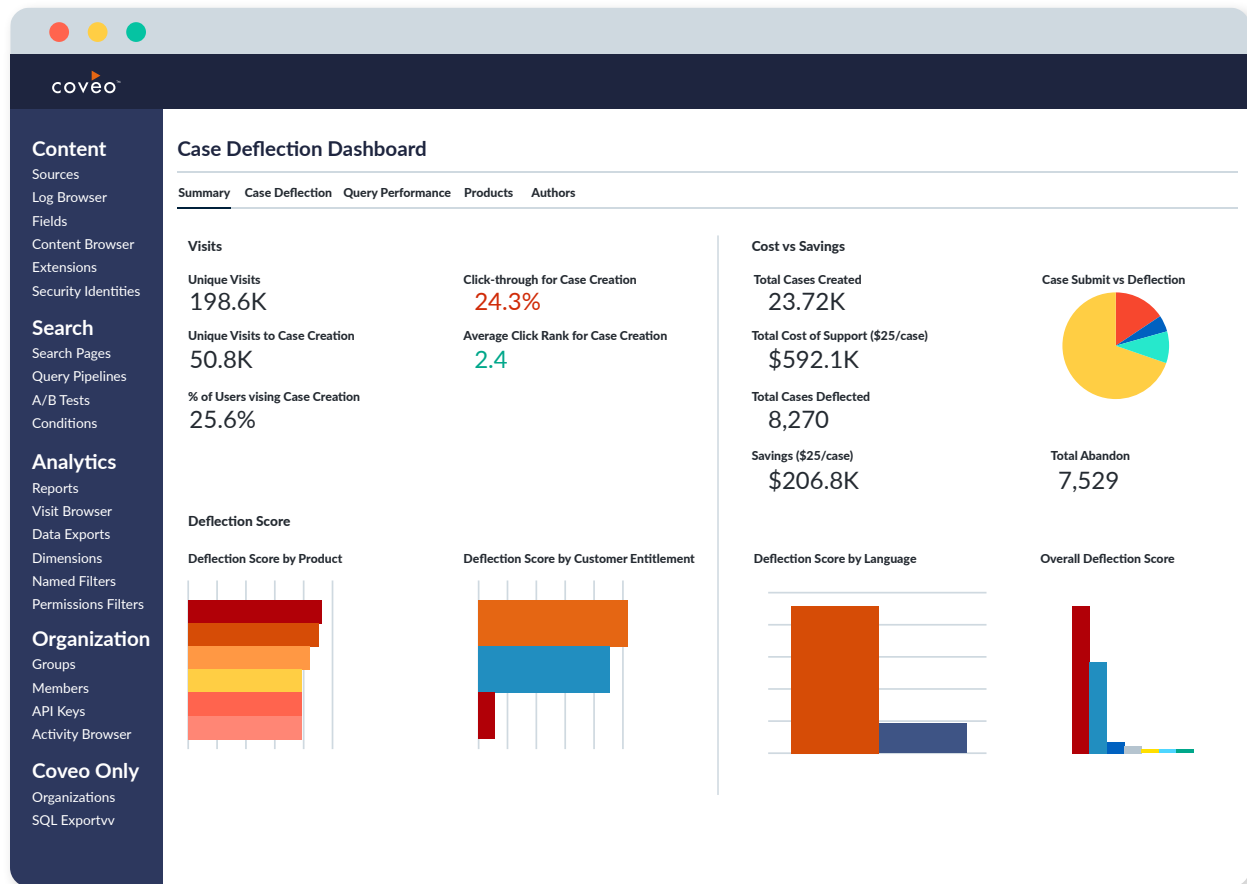 coveo™
Content
Sources
Log Browser
Fields
Content Browser
Extensions
Security Identities
Search
Search Pages
Query Pipelines
A/B Tests
Conditions
Analytics
Reports
Visit Browser
Data Exports
Dimensions
Named Filters
Permissions Filters
Organization
Groups
Members
API Keys
Activity Browser
Coveo Only
Organizations
SQL Exportvv
Case Deflection Dashboard
Summary Case Deflection Query Performance Products Authors
Visits
Unique Visits
198.6K
Unique Visits to Case Creation
50.8K
% of Users vising Case Creation
25.6%
Click-through for Case Creation
24.3%
Average Click Rank for Case Creation
2.4
Cost vs Savings
Total Cases Created
23.72K
Total Cost of Support ($25/case)
$592.1K
Total Cases Deflected
8,270
Savings ($25/case)
$206.8K
Case Submit vs Deflection
Total Abandon
7,529
Deflection Score
Deflection Score by Product
Deflection Score by Customer Entitlement
Deflection Score by Language
Overall Deflection Score